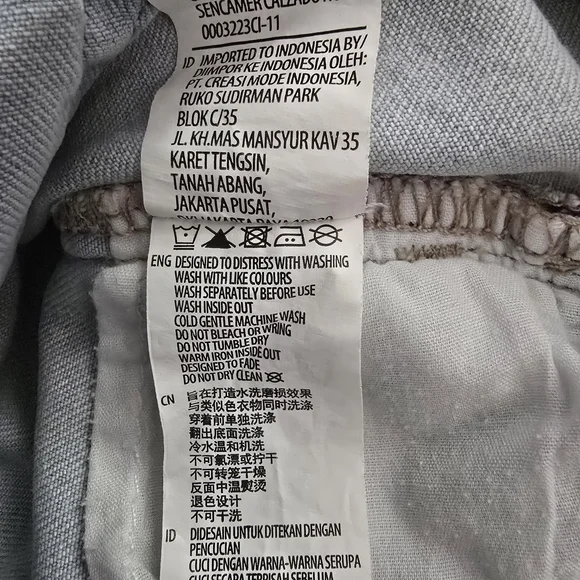 SENCAMER CALZADO
0003223CI-11
ID IMPORTED TO INDONESIA BY/
DIIMPOR KE INDONESIA OLEH:
PT. CREASI MODE INDONESIA,
RUKO SUDIRMAN PARK
BLOK C/35
JL. KH.MAS MANSYUR KAV 35
KARET TENGSIN,
TANAH ABANG,
JAKARTA PUSAT,
ENG DESIGNED TO DISTRESS WITH WASHING
WASH WITH LIKE COLOURS
WASH SEPARATELY BEFORE USE
WASH INSIDE OUT
COLD GENTLE MACHINE WASH
DO NOT BLEACH OR WRING
DO NOT TUMBLE DRY
WARM IRON INSIDE OUT
DESIGNED TO FADE
DO NOT DRY CLEAN
CN 旨在打造水洗磨损效果
与类似色衣物同时洗涤
穿着前单独洗涤
翻出底面洗涤
冷水温和机洗
不可氯漂或拧干
不可转笼干燥
反面中温熨烫
退色设计
不可干洗
ID DIDESAIN UNTUK DITEKAN DENGAN
PENCUCIAN
CUCI DENGAN WARNA-WARNA SERUPA
CUCI SECARA TERPISAH SEBELUM